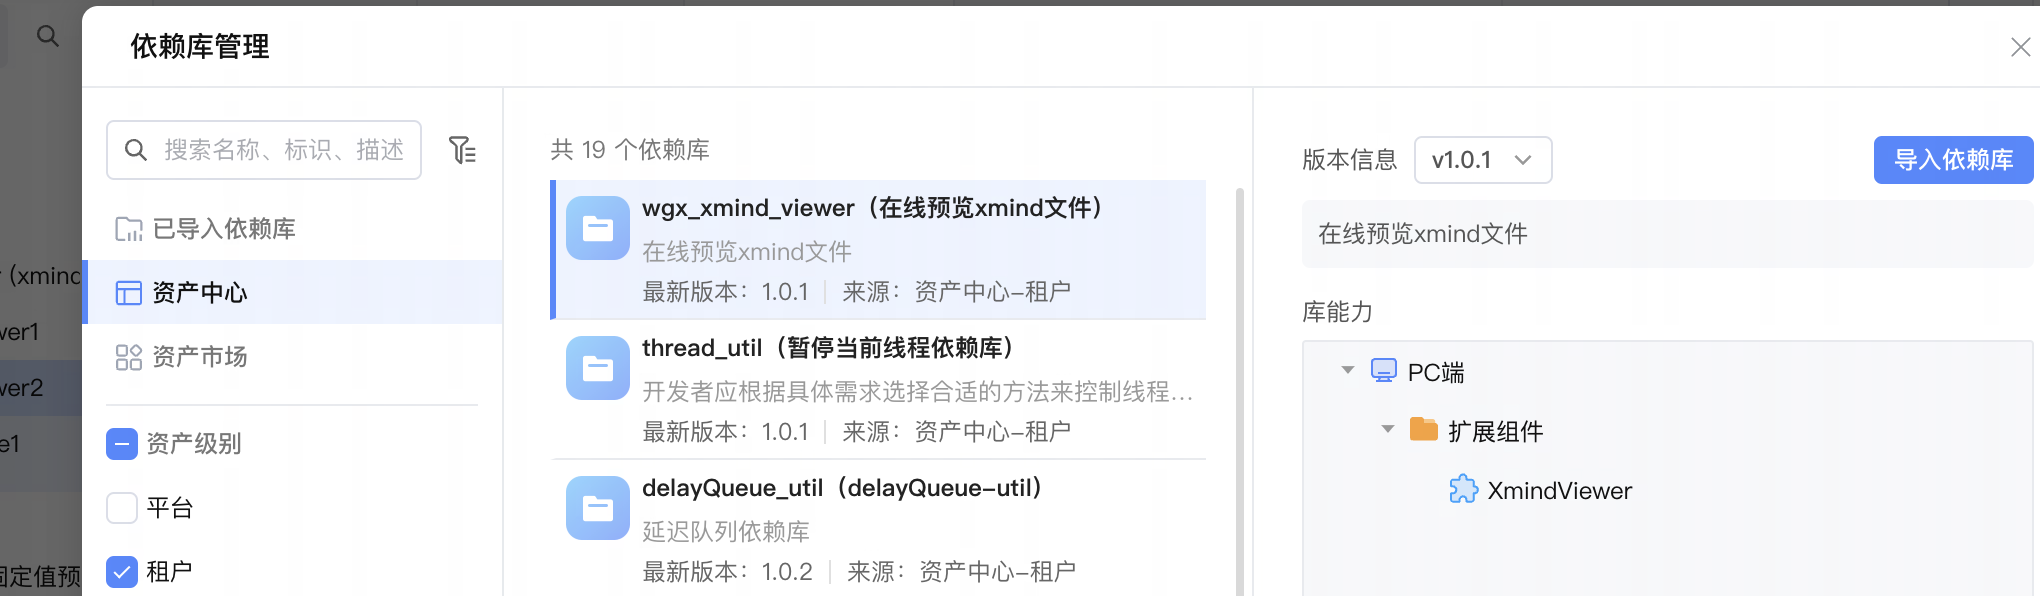 依赖库管理
搜索名称、标识、描述
已导入依赖库
资产中心
资产市场
资产级别
平台
租户
共 19 个依赖库
wgx_xmind_viewer（在线预览xmind文件）
在线预览xmind文件
最新版本：1.0.1 | 来源：资产中心-租户
thread_util（暂停当前线程依赖库）
开发者应根据具体需求选择合适的方法来控制线程...
最新版本：1.0.1 | 来源：资产中心-租户
delayQueue_util（delayQueue-util）
延迟队列依赖库
最新版本：1.0.2 | 来源：资产中心-租户
版本信息 v1.0.1
导入依赖库
在线预览xmind文件
库能力
PC端
扩展组件
XmindViewer
(xmind
ver1
ver2
e1
固定值预